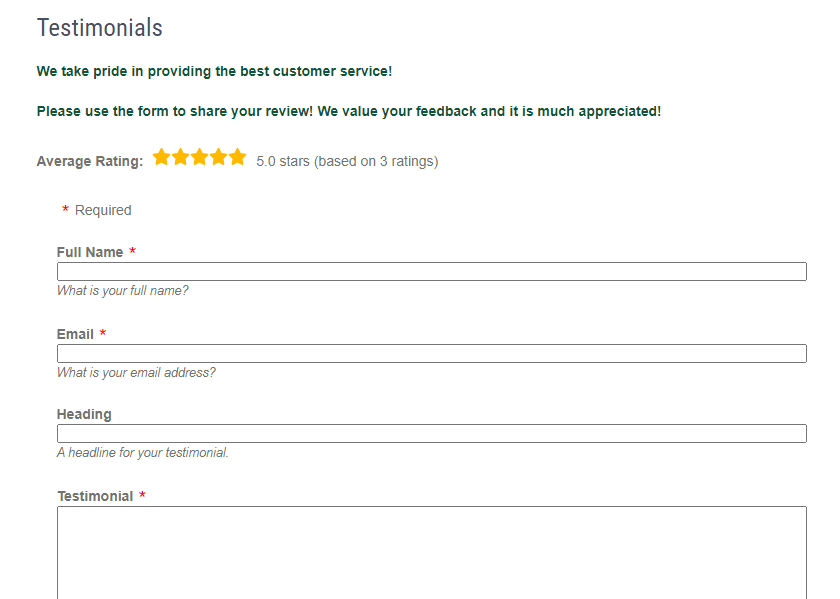 Testimonials
We take pride in providing the best customer service!
Please use the form to share your review! We value your feedback and it is much appreciated!
Average Rating: 5.0 stars (based on 3 ratings)
* Required
Full Name *
What is your full name?
Email *
What is your email address?
Heading
A headline for your testimonial.
Testimonial *